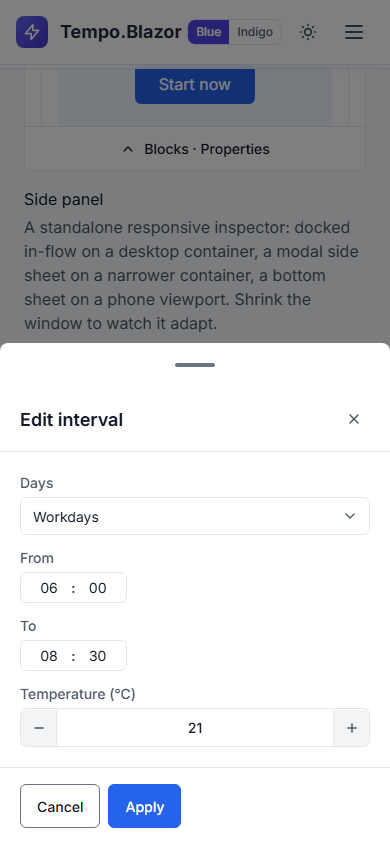 Tempo.Blazor
Blue Indigo
Start now
Blocks · Properties
Side panel
A standalone responsive inspector: docked
in-flow on a desktop container, a modal side
sheet on a narrower container, a bottom
sheet on a phone viewport. Shrink the
window to watch it adapt.
Edit interval
Days
Workdays
From
06 : 00
To
08 : 30
Temperature (°C)
− 21 +
Cancel Apply